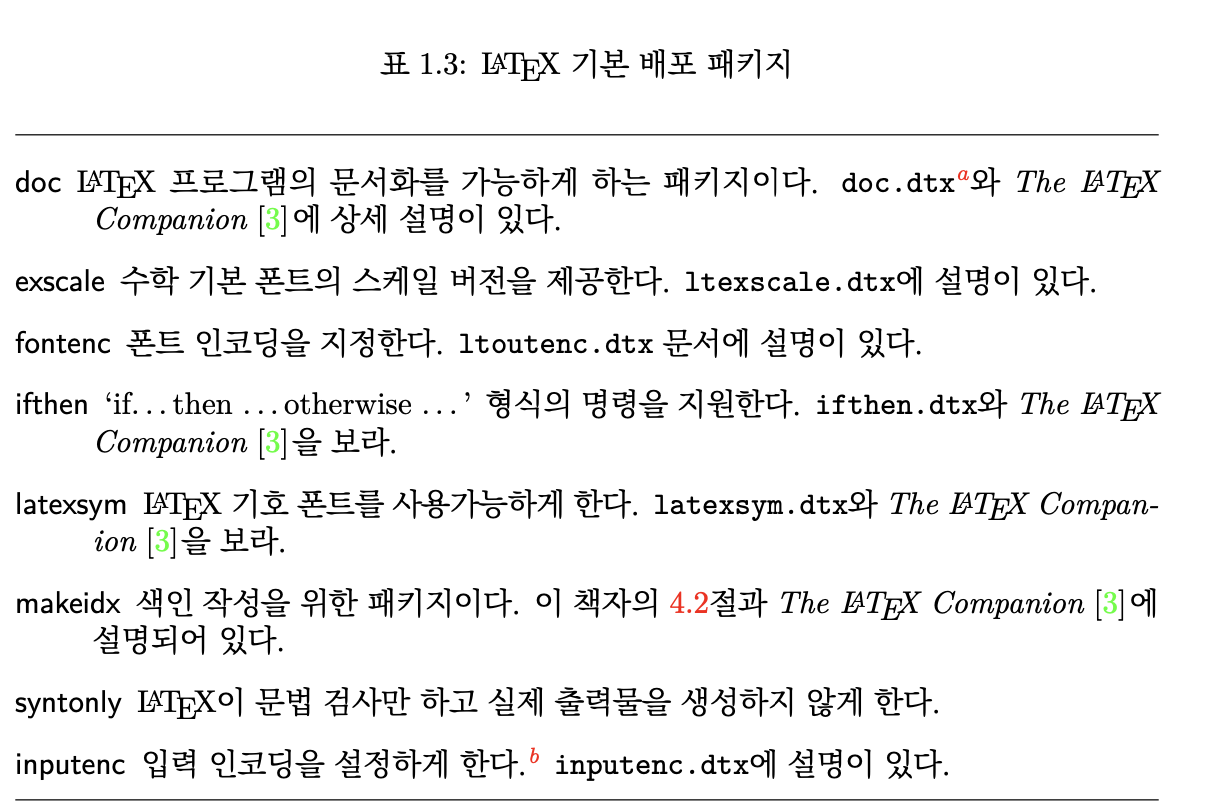 표 1.3: LATEX 기본 배포 패키지
doc LATEX 프로그램의 문서화를 가능하게 하는 패키지이다. doc.dtxa와 The LATEX
Companion [3]에 상세 설명이 있다.
exscale 수학 기본 폰트의 스케일 버전을 제공한다. ltexscale.dtx에 설명이 있다.
fontenc 폰트 인코딩을 지정한다. ltoutenc.dtx 문서에 설명이 있다.
ifthen ‘if...then ...otherwise ...’ 형식의 명령을 지원한다. ifthen.dtx와 The LATEX
Companion [3]을 보라.
latexsym LATEX 기호 폰트를 사용가능하게 한다. latexsym.dtx와 The LATEX Compan-
ion [3]을 보라.
makeidx 색인 작성을 위한 패키지이다. 이 책자의 4.2절과 The LATEX Companion [3]에
설명되어 있다.
syntonly LATEX이 문법 검사만 하고 실제 출력물을 생성하지 않게 한다.
inputenc 입력 인코딩을 설정하게 한다.b inputenc.dtx에 설명이 있다.